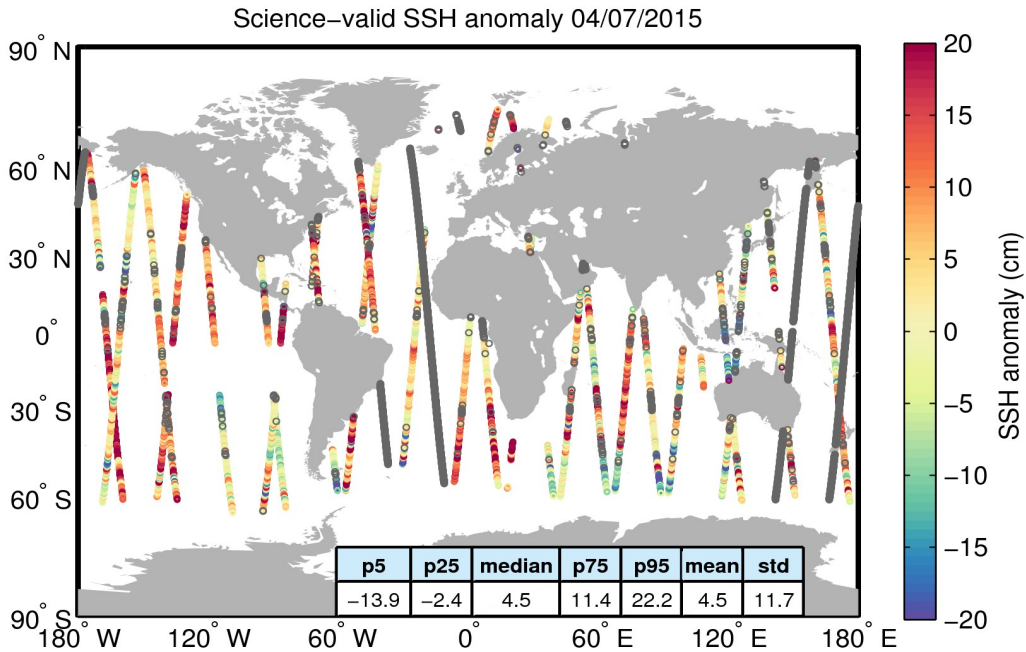 Science−valid SSH anomaly 04/07/2015
90° N
60° N
30° N
0°
30° S
60° S
90° S
180° W 120° W 60° W 0° 60° E 120° E 180° E
p5 p25 median p75 p95 mean std
−13.9 −2.4 4.5 11.4 22.2 4.5 11.7
20
15
10
5
0
−5
−10
−15
−20
SSH anomaly (cm)